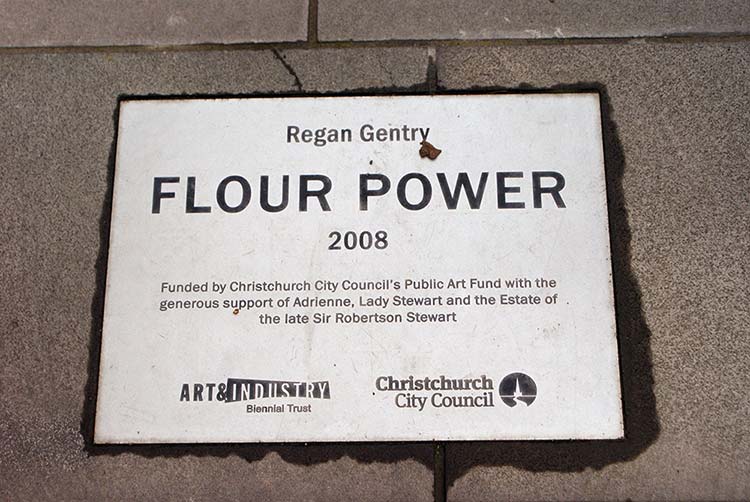 Regan Gentry
FLOUR POWER
2008
Funded by Christchurch City Council's Public Art Fund with the
generous support of Adrienne, Lady Stewart and the Estate of
the late Sir Robertson Stewart
ART&INDUSTRY
Biennial Trust
Christchurch
City Council